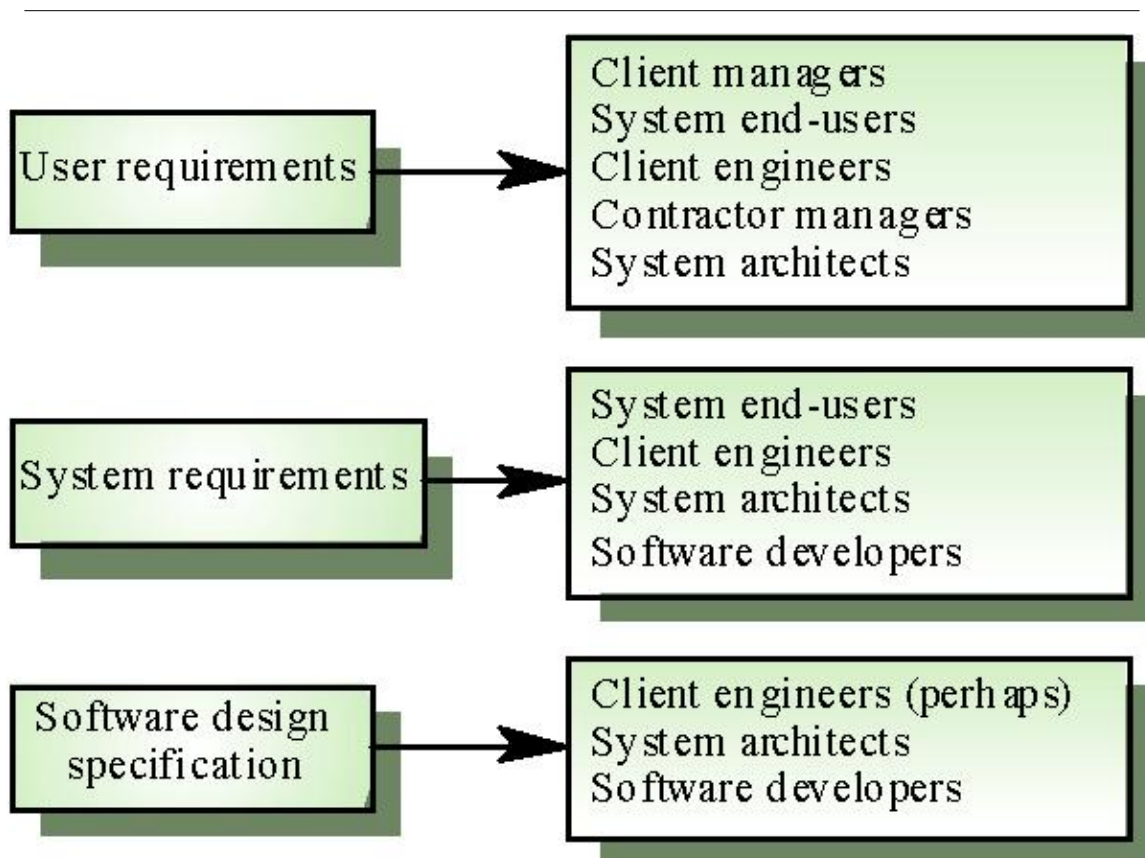 User requirements
Client managers
System end-users
Client engineers
Contractor managers
System architects
System requirements
System end-users
Client engineers
System architects
Software developers
Software design
specification
Client engineers (perhaps)
System architects
Software developers